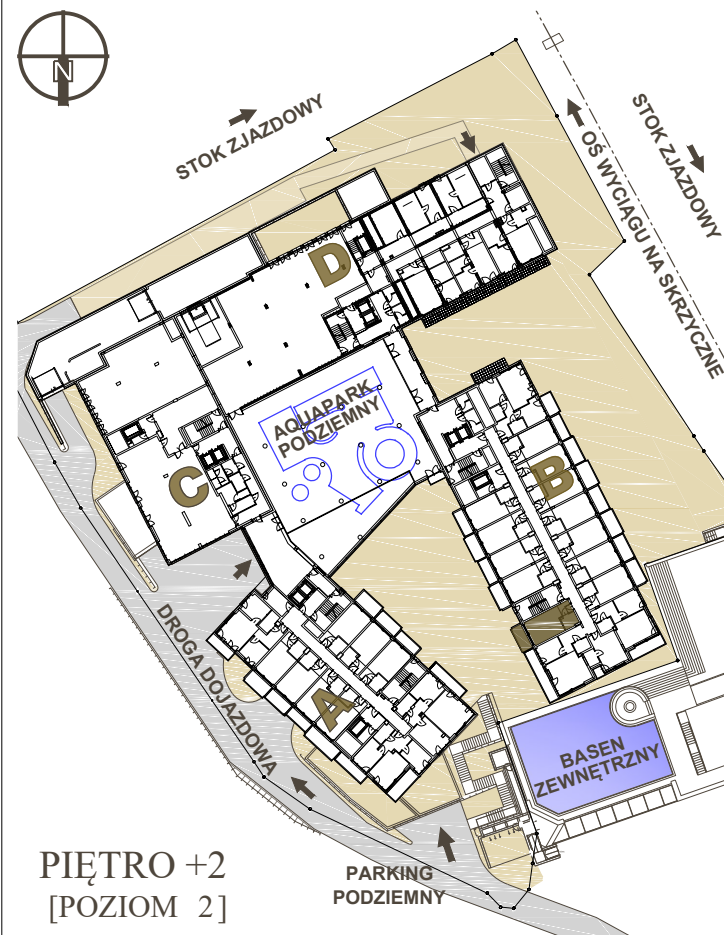 N
STOK ZJAZDOWY
STOK ZJAZDOWY
OŚ WYCIĄGU NA SKRZYCZNE
D
AQUAPARK
PODZIEMNY
C
B
DROGA DOJAZDOWA
A
BASEN
ZEWNĘTRZNY
PIĘTRO +2
[POZIOM 2]
PARKING
PODZIEMNY